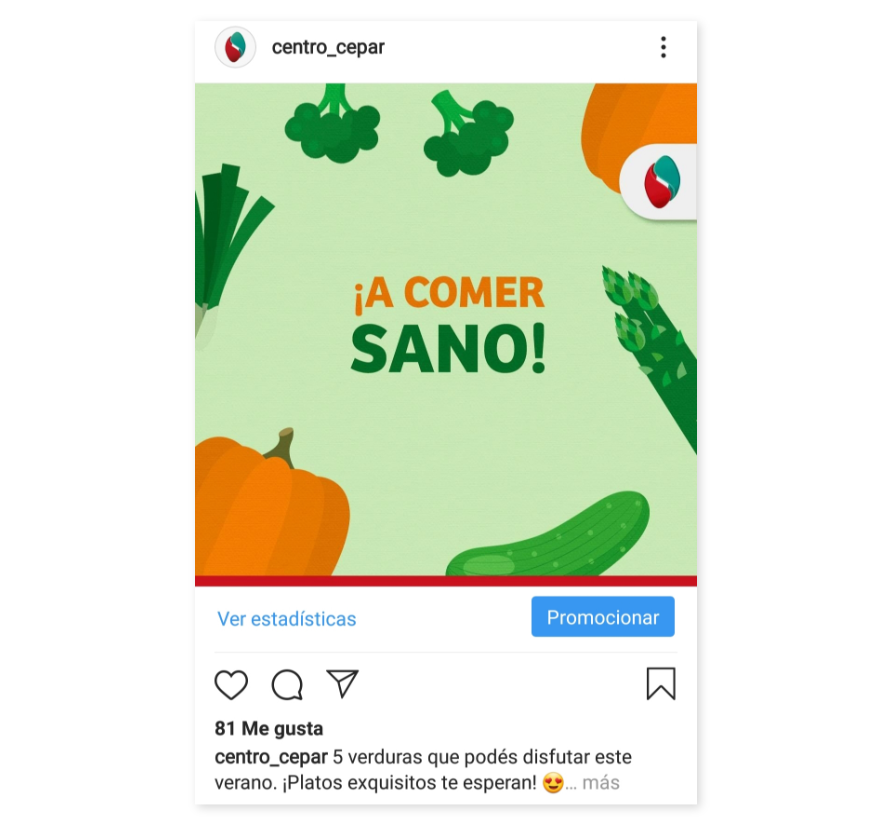 centro_cepar
¡A COMER
SANO!
Ver estadísticas
Promocionar
81 Me gusta
centro_cepar 5 verduras que podés disfutar este
verano. ¡Platos exquisitos te esperan! 😍... más